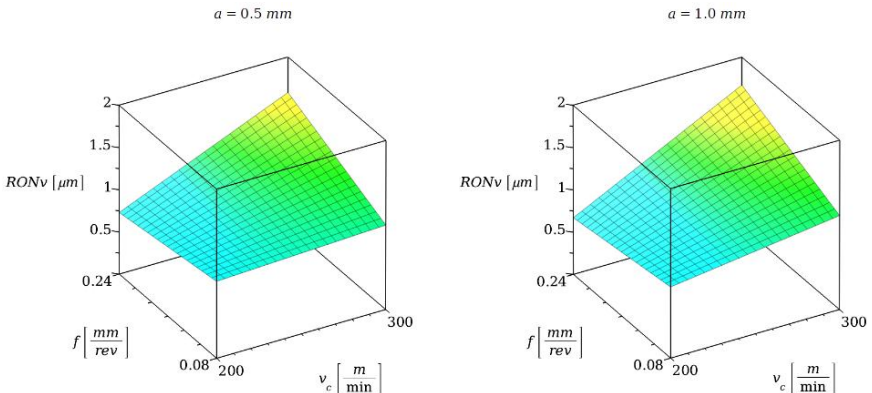 a = 0.5 mm
2
1.5
RONv [μm]
1
0.5
0.24
f [mm/rev]
0.08
200
300
v_c [m/min]
a = 1.0 mm
2
1.5
RONv [μm]
1
0.5
0.24
f [mm/rev]
0.08
200
300
v_c [m/min]